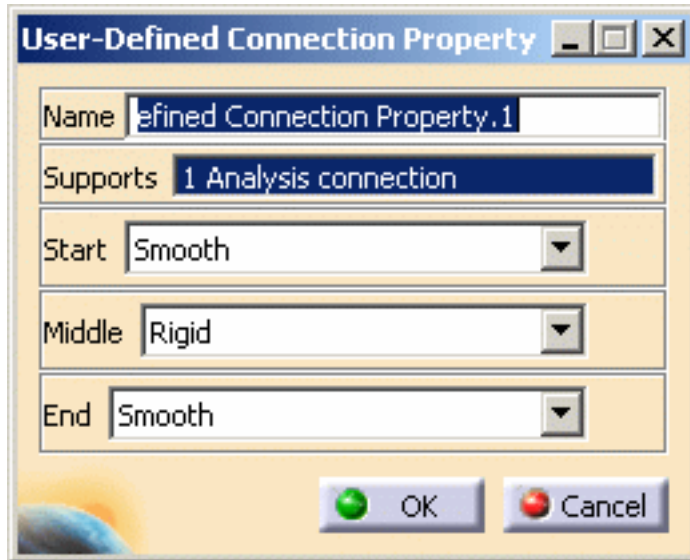 User-Defined Connection Property
Name efined Connection Property.1
Supports 1 Analysis connection
Start Smooth
Middle Rigid
End Smooth
OK Cancel